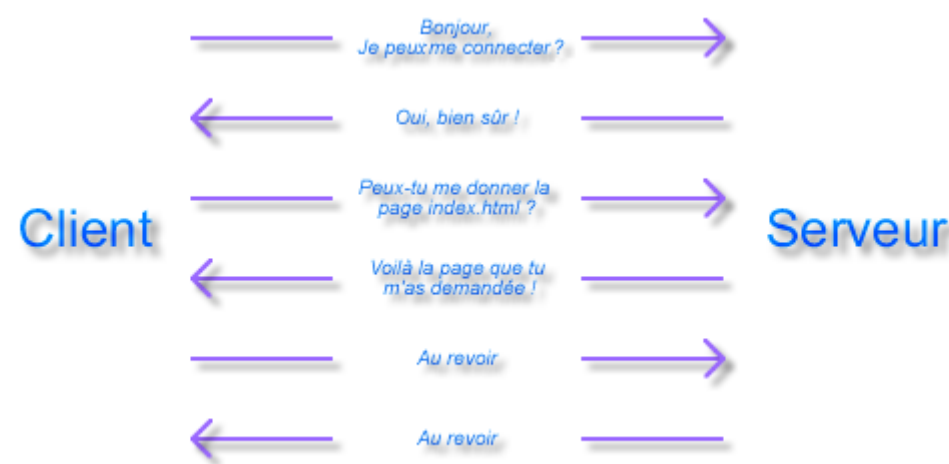 Bonjour,
Je peux me connecter ?
Oui, bien sûr !
Peux-tu me donner la
page index.html ?
Client
Serveur
Voilà la page que tu
m'as demandée !
Au revoir
Au revoir